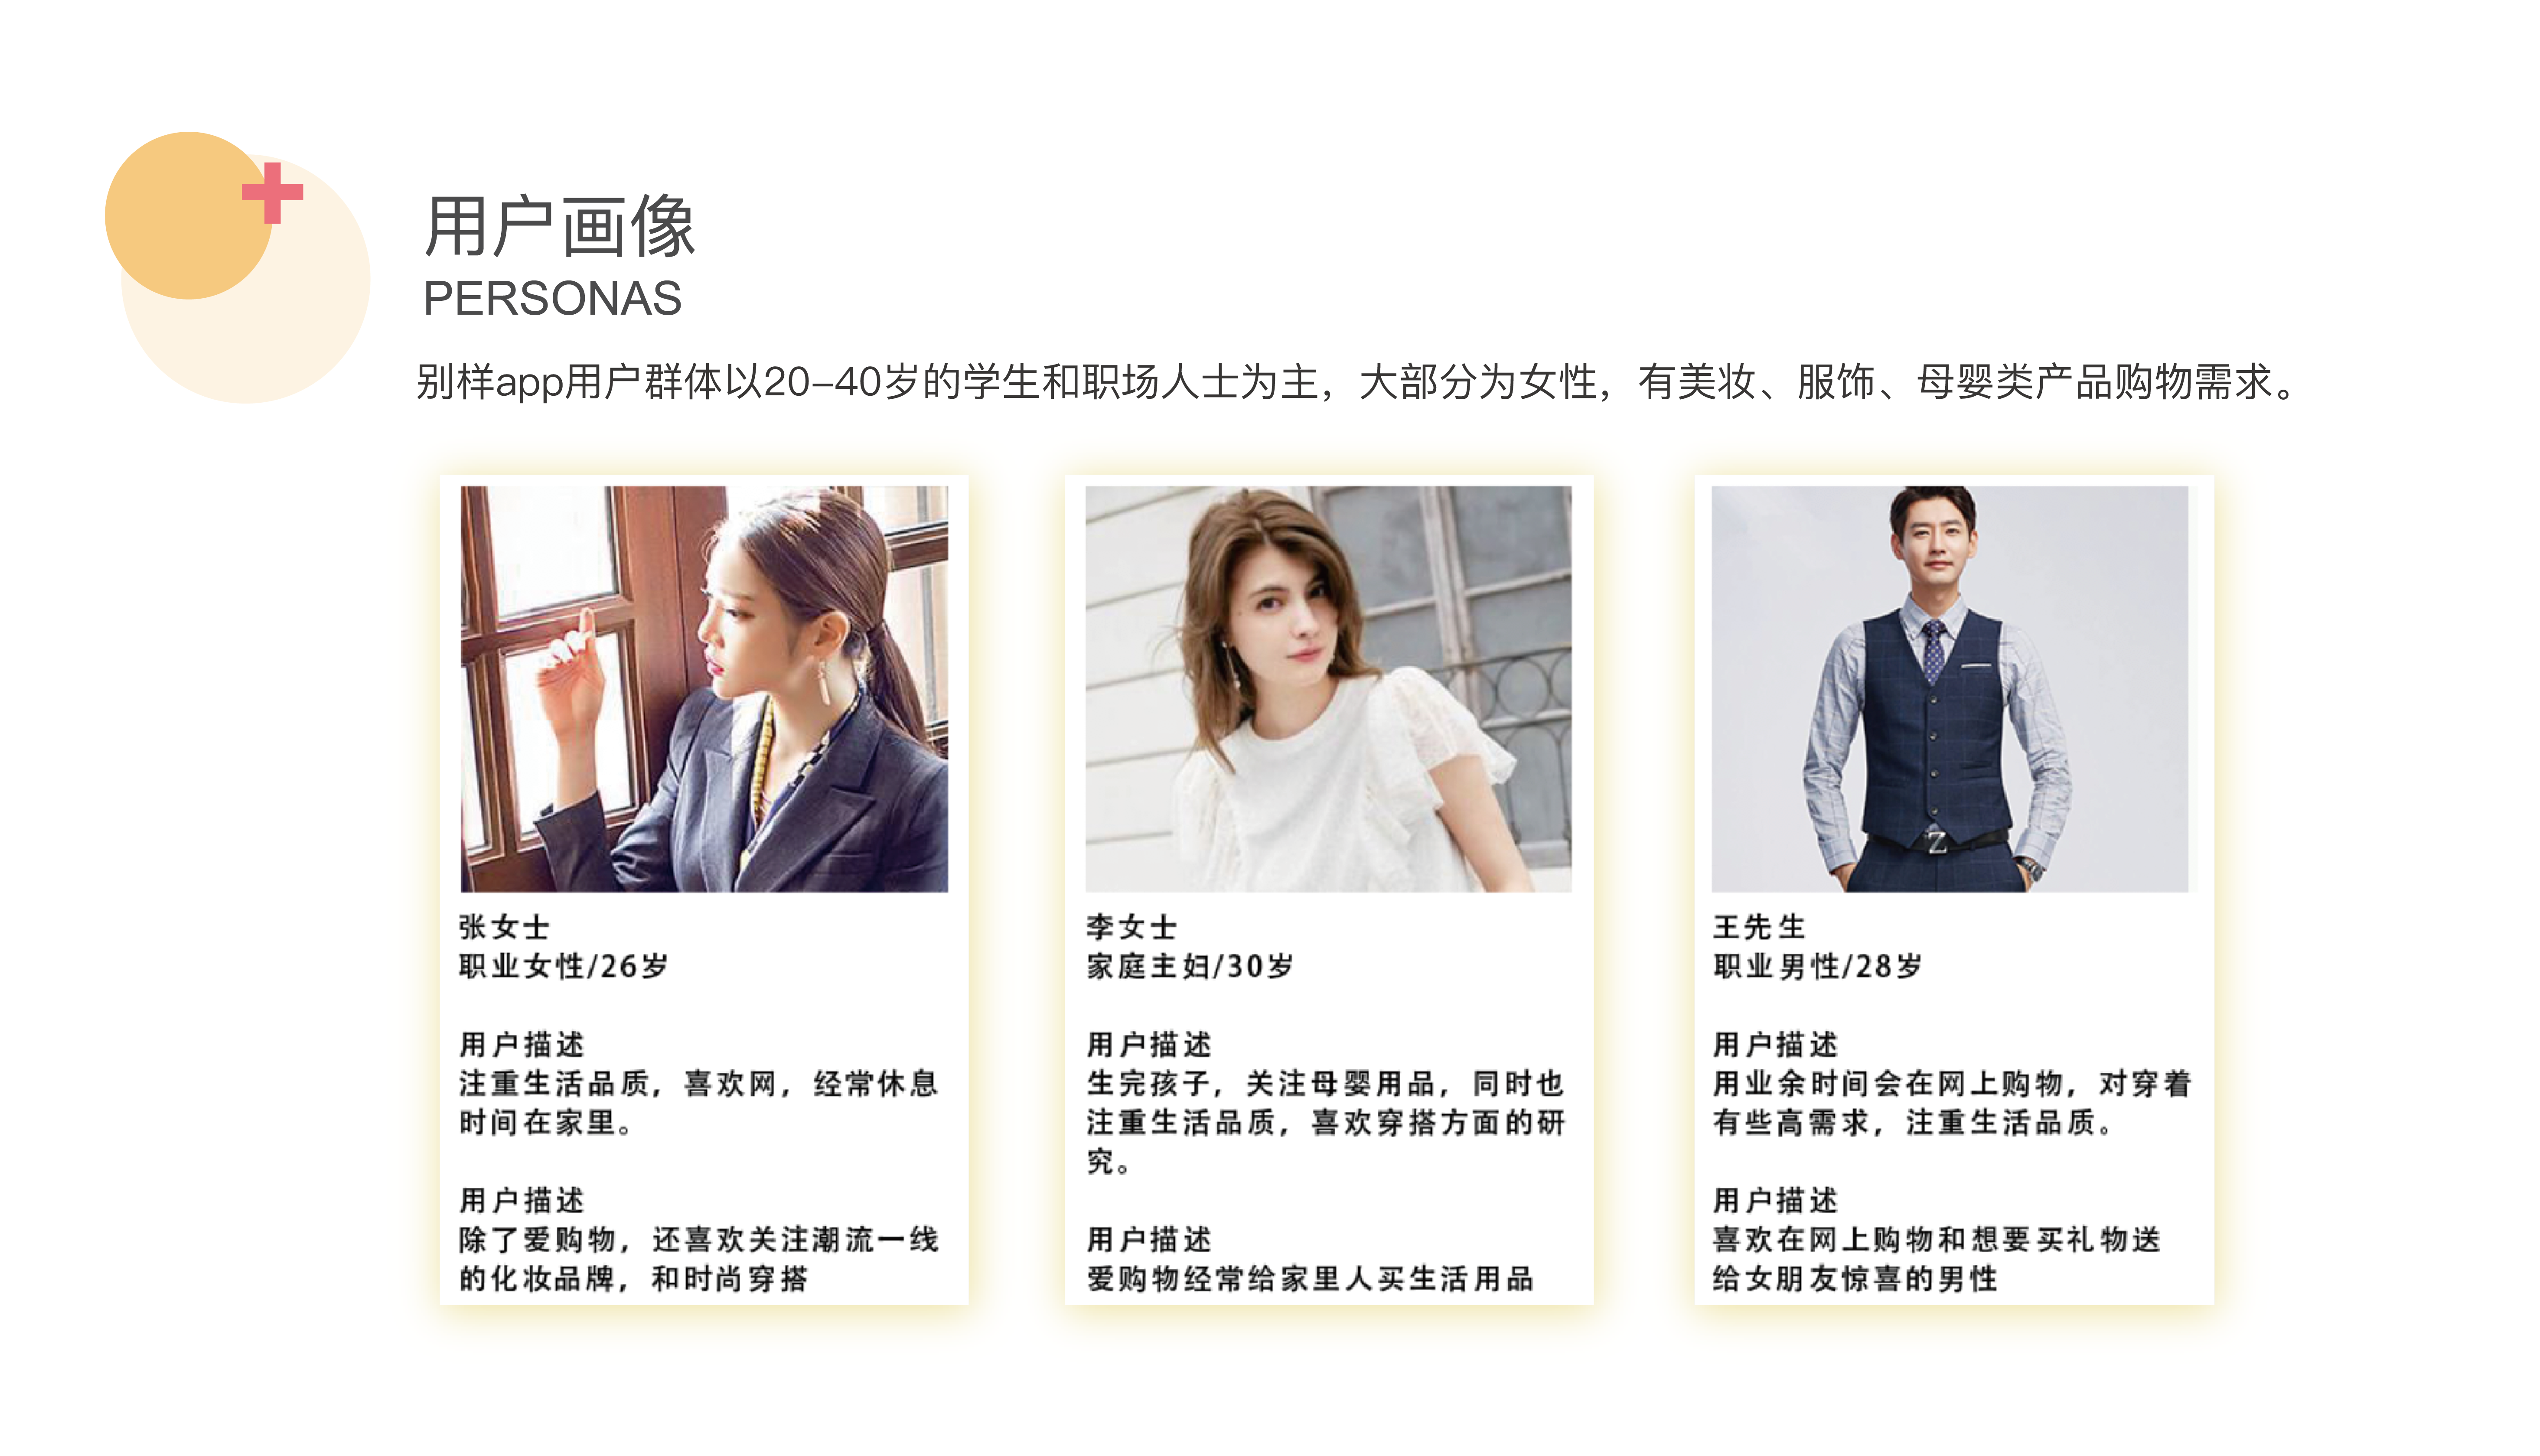 用户画像
PERSONAS
别样app用户群体以20-40岁的学生和职场人士为主，大部分为女性，有美妆、服饰、母婴类产品购物需求。
张女士
职业女性/26岁
用户描述
注重生活品质，喜欢网，经常休息
时间在家里。
用户描述
除了爱购物，还喜欢关注潮流一线
的化妆品牌，和时尚穿搭
李女士
家庭主妇/30岁
用户描述
生完孩子，关注母婴用品，同时也
注重生活品质，喜欢穿搭方面的研
究。
用户描述
爱购物经常给家里人买生活用品
王先生
职业男性/28岁
用户描述
用业余时间会在网上购物，对穿着
有些高需求，注重生活品质。
用户描述
喜欢在网上购物和想要买礼物送
给女朋友惊喜的男性